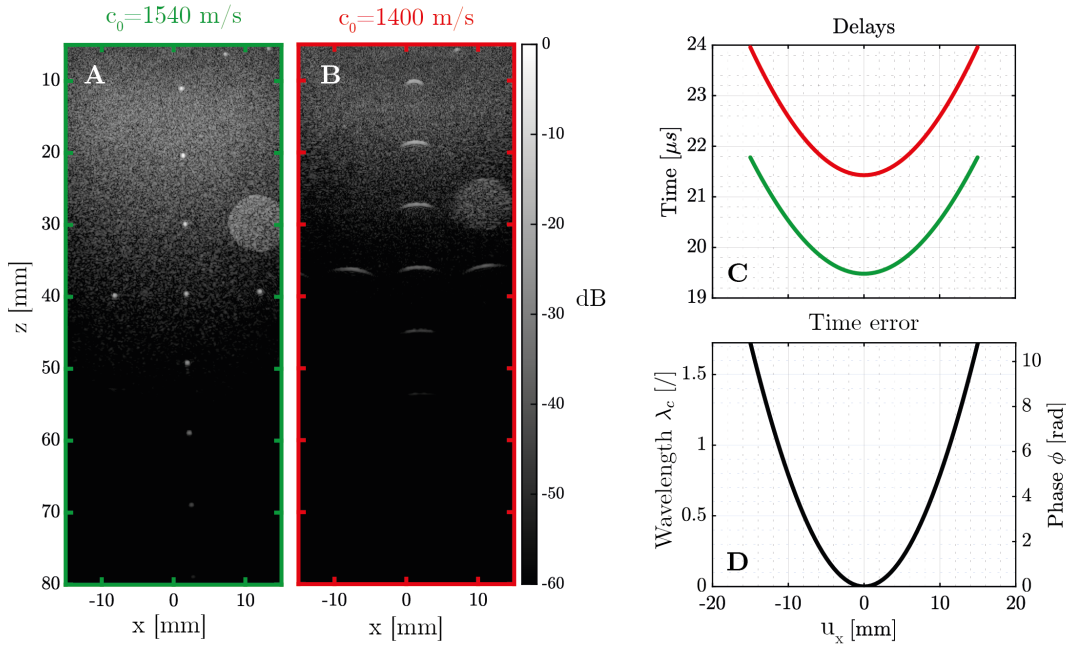 c₀=1540 m/s
c₀=1400 m/s
A
B
10
20
30
40
50
60
70
80
z [mm]
-10
0
10
x [mm]
-10
0
10
x [mm]
0
-10
-20
-30
-40
-50
-60
dB
Delays
24
23
22
21
20
19
Time [μs]
C
Time error
1.5
1
0.5
0
Wavelength λc [/]
D
10
8
6
4
2
0
Phase ϕ [rad]
-20
-10
0
10
20
uₓ [mm]